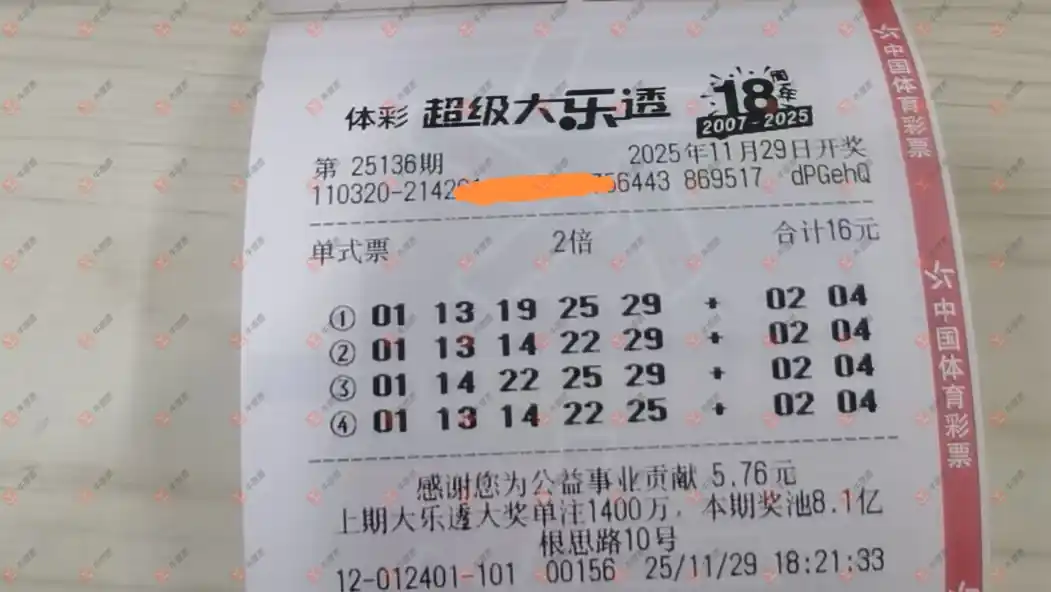 体彩 超级大乐透 18周年 2007-2025
第 25136期 2025年11月29日开奖
110320-2142 56443 869517 dPGehQ
单式票 2倍 合计16元
① 01 13 19 25 29 + 02 04
② 01 13 14 22 29 + 02 04
③ 01 14 22 25 29 + 02 04
④ 01 13 14 22 25 + 02 04
感谢您为公益事业贡献 5.76元
上期大乐透大奖单注1400万，本期奖池8.1亿
根思路10号
12-012401-101 00156 25/11/29 18:21:33
中国体育彩票
中国体育彩票